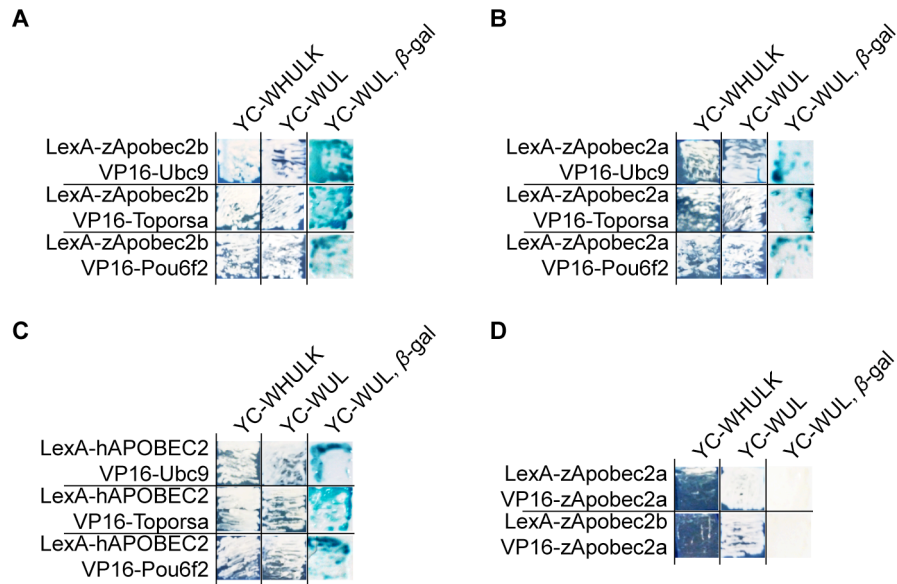 A
YC-WHULK
YC-WUL
YC-WUL, β-gal
LexA-zApobec2b
VP16-Ubc9
LexA-zApobec2b
VP16-Toporsa
LexA-zApobec2b
VP16-Pou6f2
B
YC-WHULK
YC-WUL
YC-WUL, β-gal
LexA-zApobec2a
VP16-Ubc9
LexA-zApobec2a
VP16-Toporsa
LexA-zApobec2a
VP16-Pou6f2
C
YC-WHULK
YC-WUL
YC-WUL, β-gal
LexA-hAPOBEC2
VP16-Ubc9
LexA-hAPOBEC2
VP16-Toporsa
LexA-hAPOBEC2
VP16-Pou6f2
D
YC-WHULK
YC-WUL
YC-WUL, β-gal
LexA-zApobec2a
VP16-zApobec2a
LexA-zApobec2b
VP16-zApobec2a